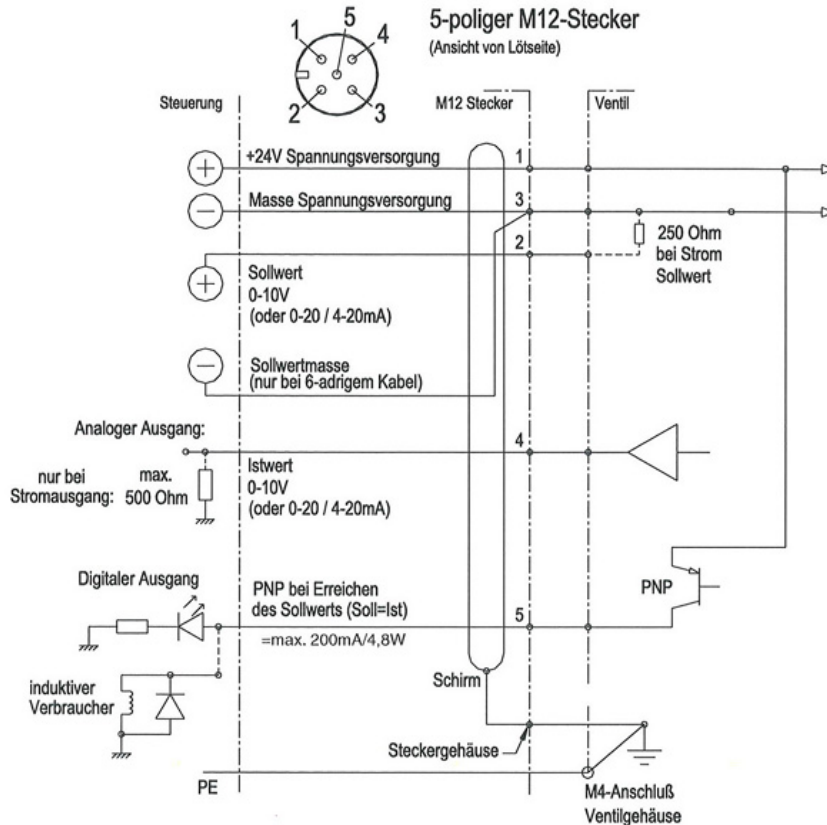 5-poliger M12-Stecker
(Ansicht von Lötseite)
1
5
4
2
3
Steuerung
M12 Stecker
Ventil
+24V Spannungsversorgung
1
Masse Spannungsversorgung
3
2
250 Ohm
bei Strom
Sollwert
Sollwert
0-10V
(oder 0-20 / 4-20mA)
Sollwertmasse
(nur bei 6-adrigem Kabel)
Analoger Ausgang:
4
nur bei
Stromausgang:
max.
500 Ohm
Istwert
0-10V
(oder 0-20 / 4-20mA)
Digitaler Ausgang
PNP bei Erreichen
des Sollwerts (Soll=Ist)
5
PNP
=max. 200mA/4,8W
induktiver
Verbraucher
Schirm
Steckergehäuse
PE
M4-Anschluß
Ventilgehäuse